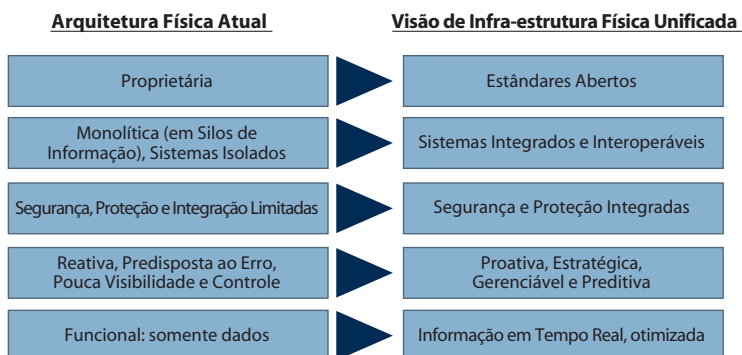 Arquitetura Física Atual
Visão de Infra-estrutura Física Unificada
Proprietária
Estândares Abertos
Monolítica (em Silos de
Informação), Sistemas Isolados
Sistemas Integrados e Interoperáveis
Segurança, Proteção e Integração Limitadas
Segurança e Proteção Integradas
Reativa, Predisposta ao Erro,
Pouca Visibilidade e Controle
Proativa, Estratégica,
Gerenciável e Preditiva
Funcional: somente dados
Informação em Tempo Real, otimizada